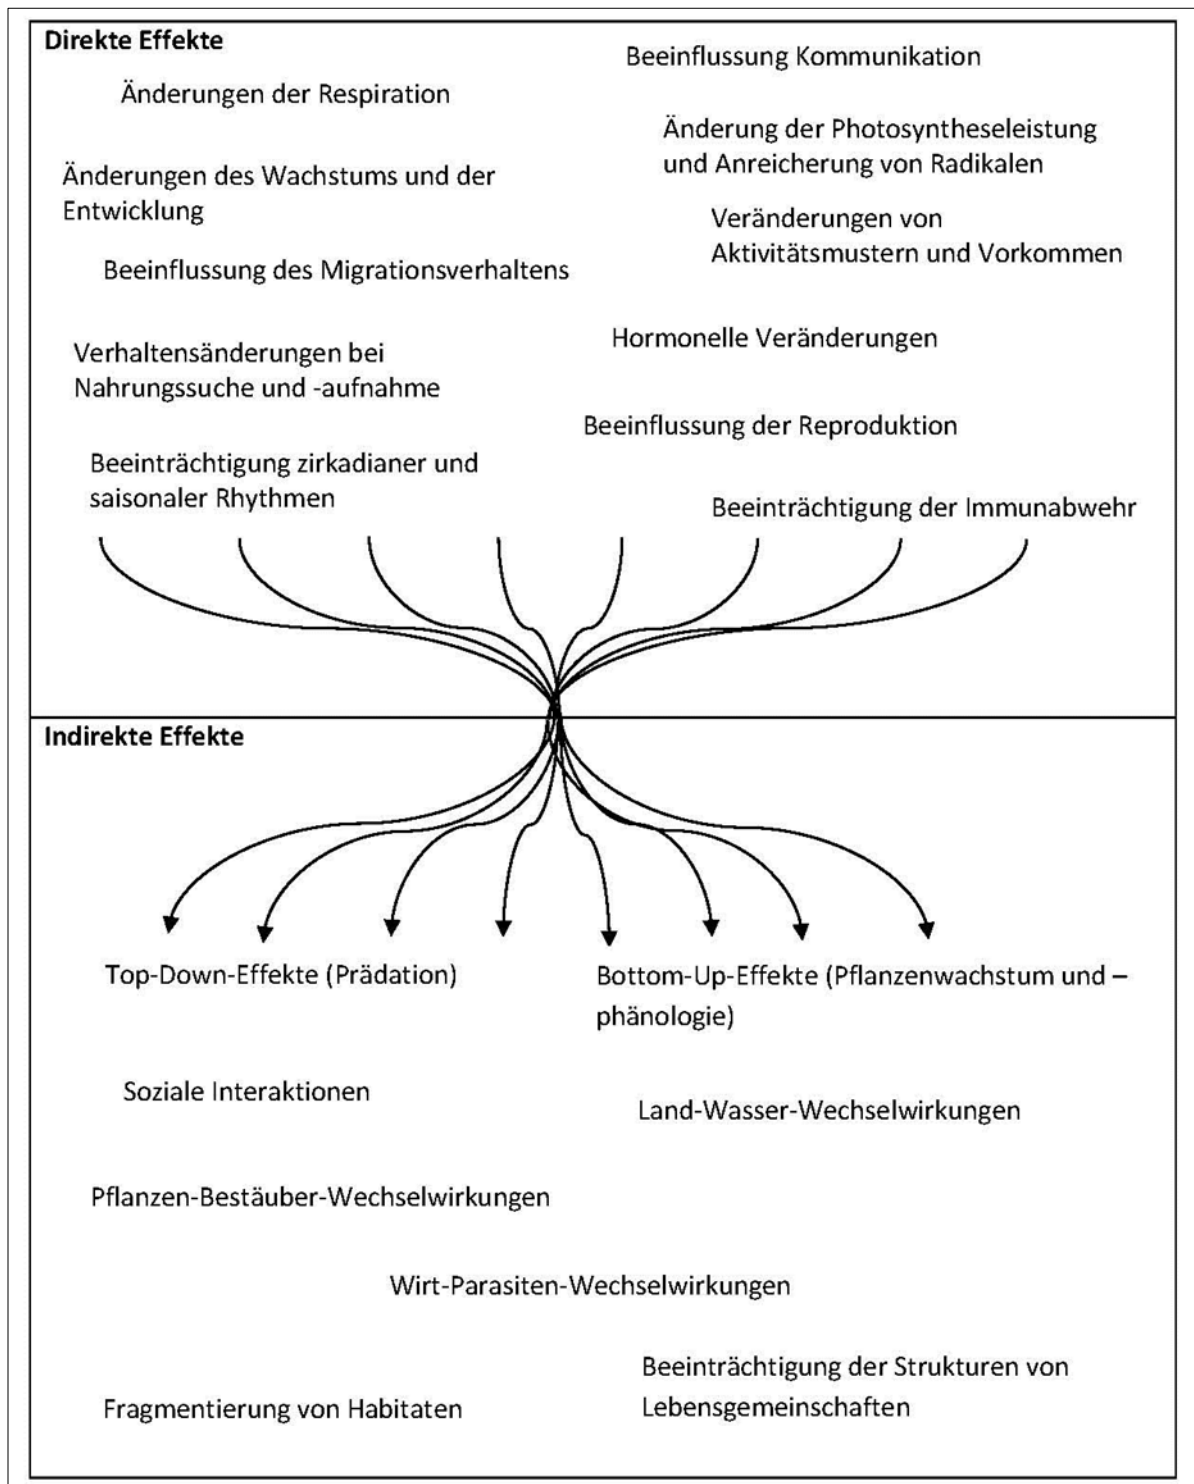 Direkte Effekte
Beeinflussung Kommunikation
Änderungen der Respiration
Änderung der Photosyntheseleistung
und Anreicherung von Radikalen
Änderungen des Wachstums und der
Entwicklung
Veränderungen von
Aktivitätsmustern und Vorkommen
Beeinflussung des Migrationsverhaltens
Hormonelle Veränderungen
Verhaltensänderungen bei
Nahrungssuche und -aufnahme
Beeinflussung der Reproduktion
Beeinträchtigung zirkadianer und
saisonaler Rhythmen
Beeinträchtigung der Immunabwehr
Indirekte Effekte
Top-Down-Effekte (Prädation)
Bottom-Up-Effekte (Pflanzenwachstum und –
phänologie)
Soziale Interaktionen
Land-Wasser-Wechselwirkungen
Pflanzen-Bestäuber-Wechselwirkungen
Wirt-Parasiten-Wechselwirkungen
Beeinträchtigung der Strukturen von
Lebensgemeinschaften
Fragmentierung von Habitaten